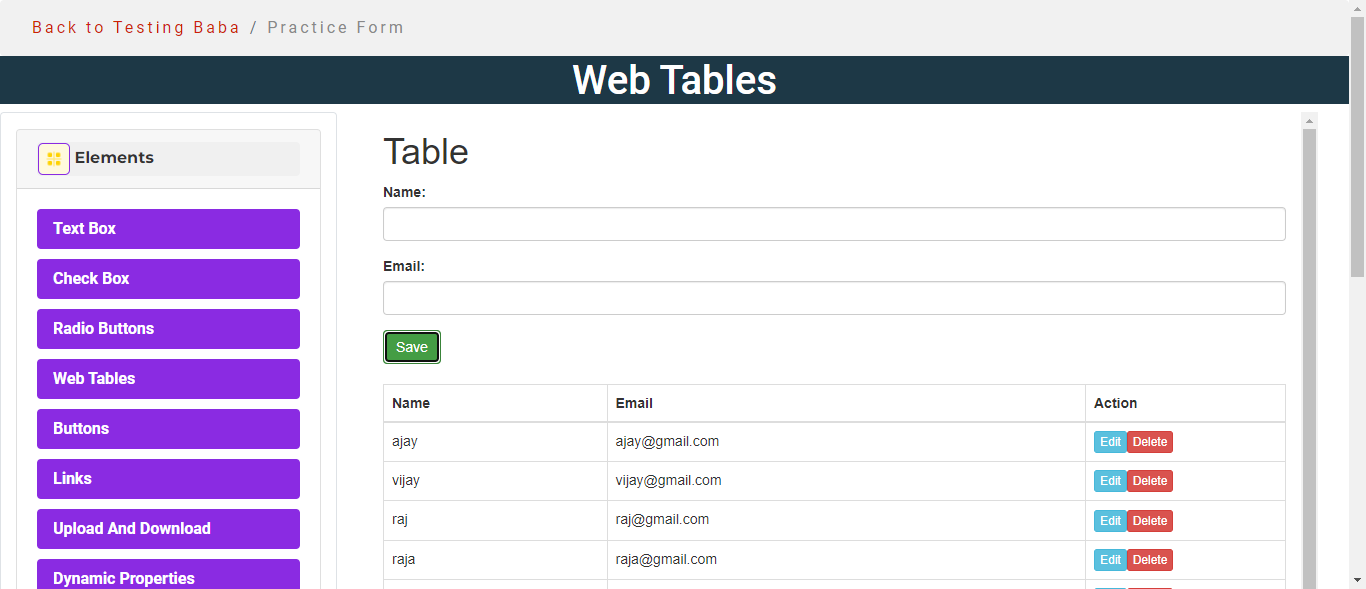 Back to Testing Baba / Practice Form
Web Tables
Elements
Text Box
Check Box
Radio Buttons
Web Tables
Buttons
Links
Upload And Download
Dynamic Properties
Table
Name:
Email:
Save
Name Email Action
ajay ajay@gmail.com Edit Delete
vijay vijay@gmail.com Edit Delete
raj raj@gmail.com Edit Delete
raja raja@gmail.com Edit Delete